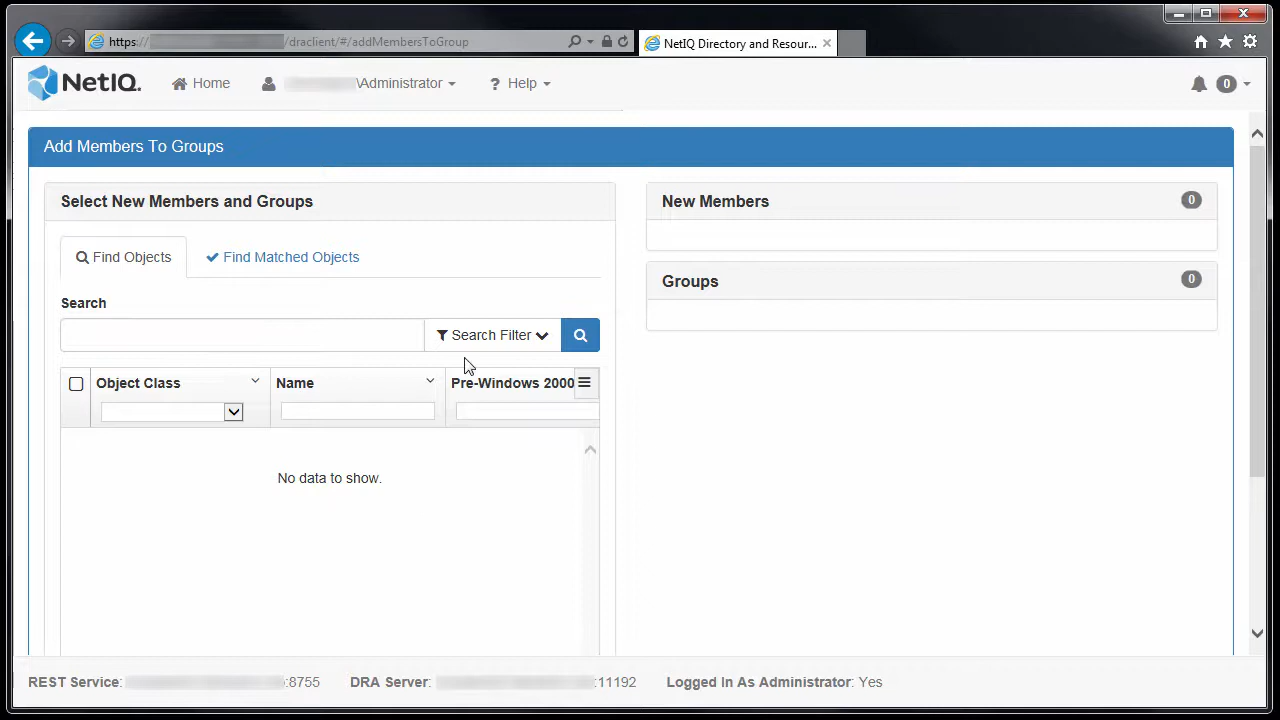 https://
/draclient/#/addMembersToGroup
NetIQ Directory and Resour...
NetIQ.
Home
\Administrator
? Help
0
Add Members To Groups
Select New Members and Groups
Find Objects
Find Matched Objects
Search
Search Filter
Object Class
Name
Pre-Windows 2000
No data to show.
New Members
0
Groups
0
REST Service:
:8755
DRA Server:
:11192
Logged In As Administrator: Yes